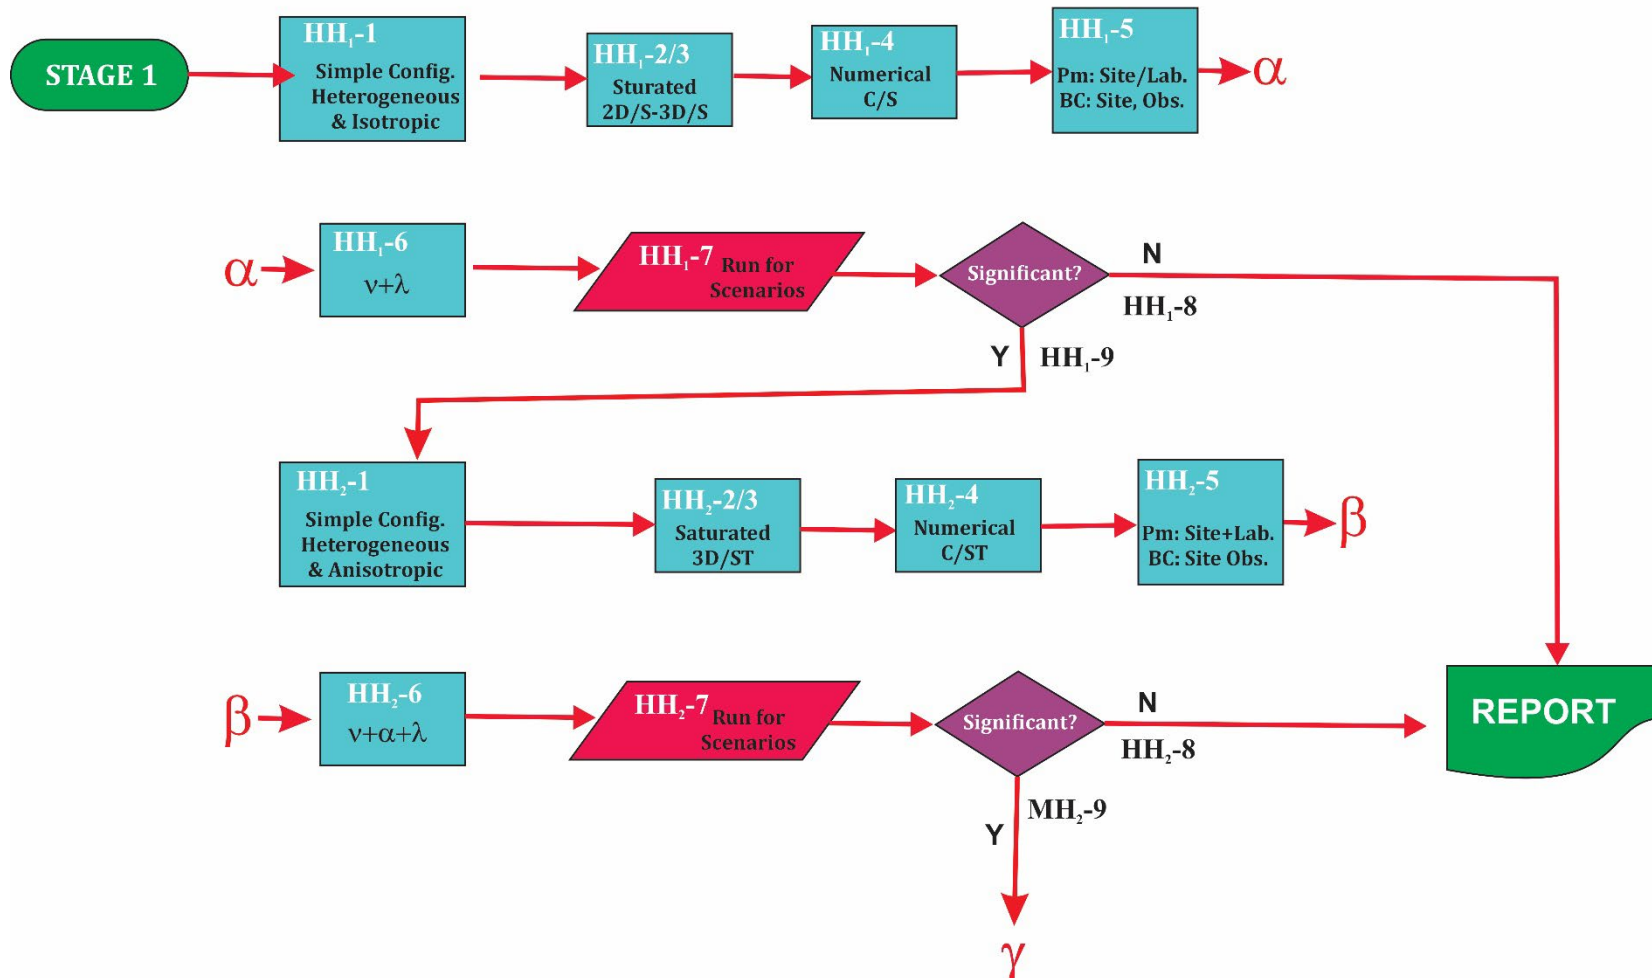 STAGE 1
HH₁-1
Simple Config.
Heterogeneous
& Isotropic
HH₁-2/3
Sturated
2D/S-3D/S
HH₁-4
Numerical
C/S
HH₁-5
Pm: Site/Lab.
BC: Site, Obs.
α
α
HH₁-6
ν+λ
HH₁-7
Run for
Scenarios
Significant?
N
HH₁-8
Y
HH₁-9
HH₂-1
Simple Config.
Heterogeneous
& Anisotropic
HH₂-2/3
Saturated
3D/ST
HH₂-4
Numerical
C/ST
HH₂-5
Pm: Site+Lab.
BC: Site Obs.
β
β
HH₂-6
ν+α+λ
HH₂-7
Run for
Scenarios
Significant?
N
HH₂-8
REPORT
Y
MH₂-9
γ